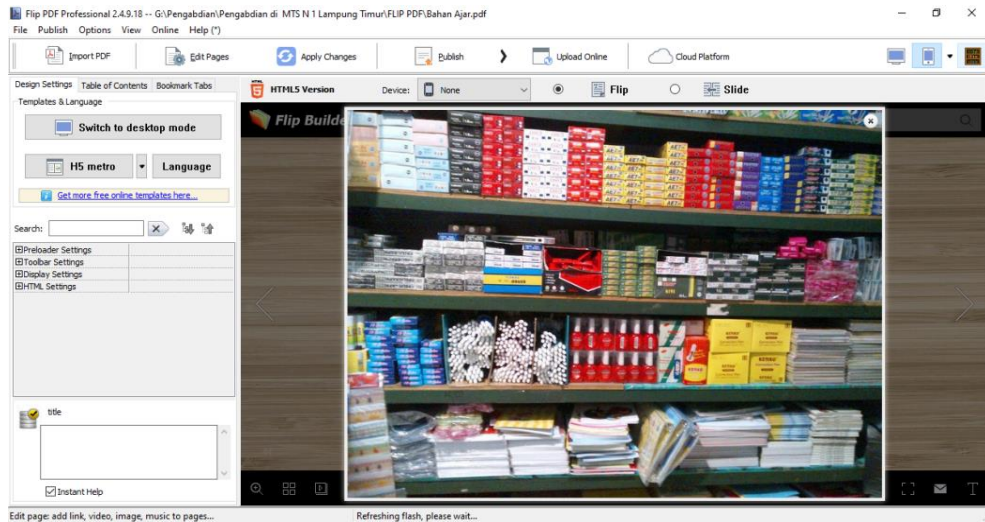 Flip PDF Professional 2.4.9.18 -- G:\Pengabdian\Pengabdian di MTS N 1 Lampung Timur\FLIP PDF\Bahan Ajar.pdf
File Publish Options View Online Help (*)
Import PDF Edit Pages Apply Changes Publish Upload Online Cloud Platform
Design Settings Table of Contents Bookmark Tabs
HTML5 Version Device: None Flip Slide
Templates & Language
Switch to desktop mode
Flip Builde
H5 metro Language
Get more free online templates here...
Search:
Preloader Settings
Toolbar Settings
Display Settings
HTML Settings
title
Instant Help
Edit page: add link, video, image, music to pages... Refreshing flash, please wait...